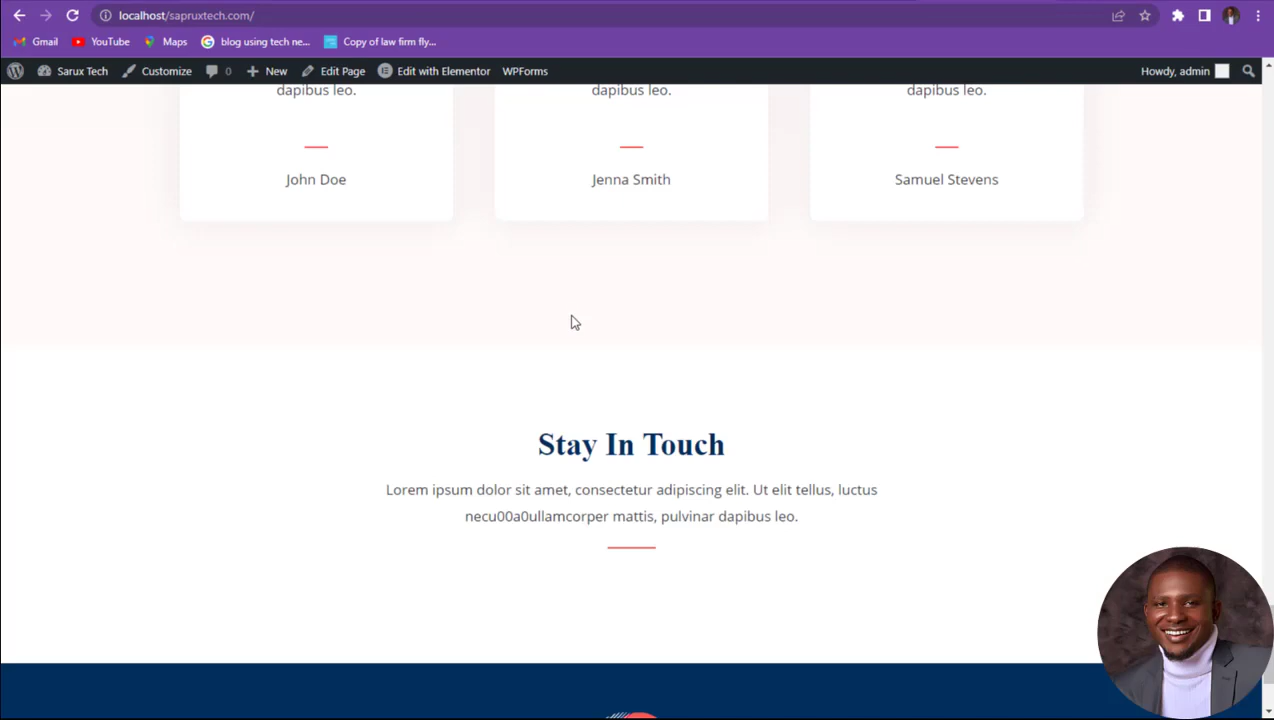 localhost/sapruxtech.com/
Gmail YouTube Maps blog using tech ne... Copy of law firm fly...
Sarux Tech Customize 0 New Edit Page Edit with Elementor WPForms Howdy, admin
dapibus leo. dapibus leo. dapibus leo.
John Doe Jenna Smith Samuel Stevens
Stay In Touch
Lorem ipsum dolor sit amet, consectetur adipiscing elit. Ut elit tellus, luctus
necu00a0ullamcorper mattis, pulvinar dapibus leo.